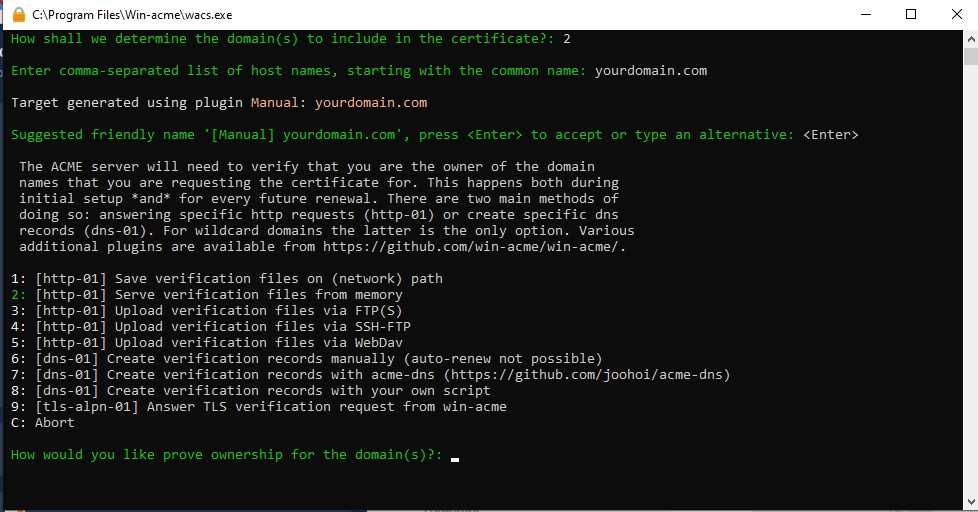 C:\Program Files\Win-acme\wacs.exe
How shall we determine the domain(s) to include in the certificate?: 2
Enter comma-separated list of host names, starting with the common name: yourdomain.com
Target generated using plugin Manual: yourdomain.com
Suggested friendly name '[Manual] yourdomain.com', press <Enter> to accept or type an alternative: <Enter>
The ACME server will need to verify that you are the owner of the domain
names that you are requesting the certificate for. This happens both during
initial setup *and* for every future renewal. There are two main methods of
doing so: answering specific http requests (http-01) or create specific dns
records (dns-01). For wildcard domains the latter is the only option. Various
additional plugins are available from https://github.com/win-acme/win-acme/.
1: [http-01] Save verification files on (network) path
2: [http-01] Serve verification files from memory
3: [http-01] Upload verification files via FTP(S)
4: [http-01] Upload verification files via SSH-FTP
5: [http-01] Upload verification files via WebDav
6: [dns-01] Create verification records manually (auto-renew not possible)
7: [dns-01] Create verification records with acme-dns (https://github.com/joohoi/acme-dns)
8: [dns-01] Create verification records with your own script
9: [tls-alpn-01] Answer TLS verification request from win-acme
C: Abort
How would you like prove ownership for the domain(s)?: